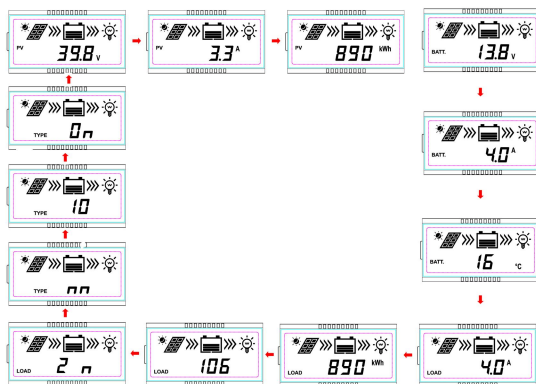 PV 39.8 V
PV 3.3 A
PV 890 kWh
BATT. 13.8 V
TYPE 0n
BATT. 4.0 A
TYPE 10
BATT. 16 °C
TYPE nn
LOAD 2 n
LOAD 106
LOAD 890 kWh
LOAD 4.0 A